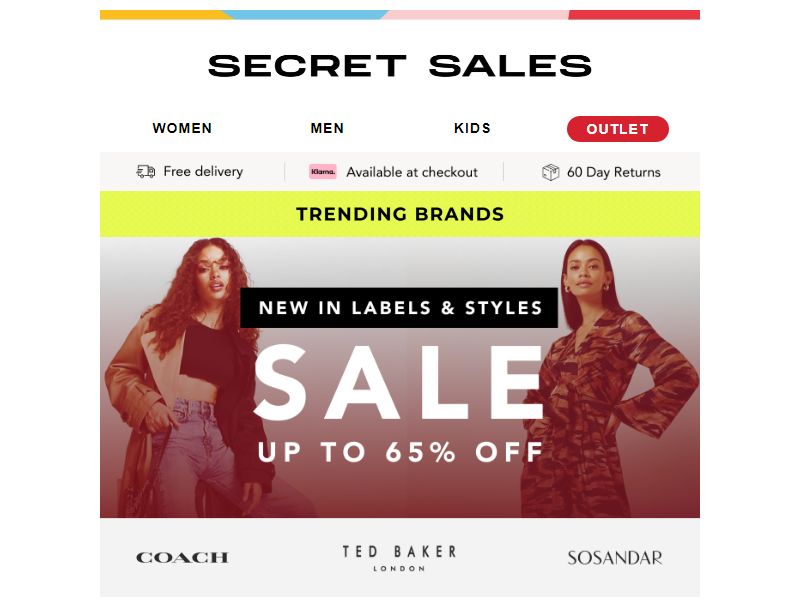 SECRET SALES
WOMEN MEN KIDS OUTLET
Free delivery Klarna. Available at checkout 60 Day Returns
TRENDING BRANDS
NEW IN LABELS & STYLES
SALE
UP TO 65% OFF
COACH TED BAKER SOSANDAR
LONDON